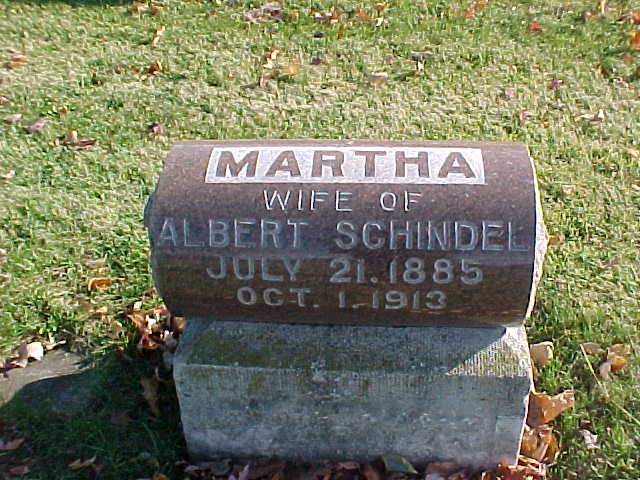 MARTHA
WIFE OF
ALBERT SCHINDEL
JULY 21. 1885
OCT. 1. 1913